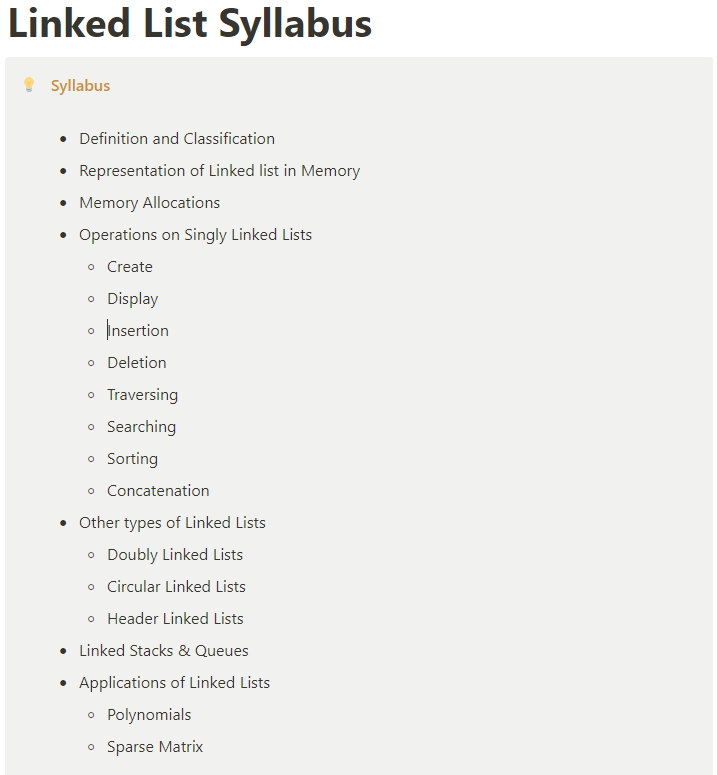 Linked List Syllabus
Syllabus
Definition and Classification
Representation of Linked list in Memory
Memory Allocations
Operations on Singly Linked Lists
Create
Display
Insertion
Deletion
Traversing
Searching
Sorting
Concatenation
Other types of Linked Lists
Doubly Linked Lists
Circular Linked Lists
Header Linked Lists
Linked Stacks & Queues
Applications of Linked Lists
Polynomials
Sparse Matrix